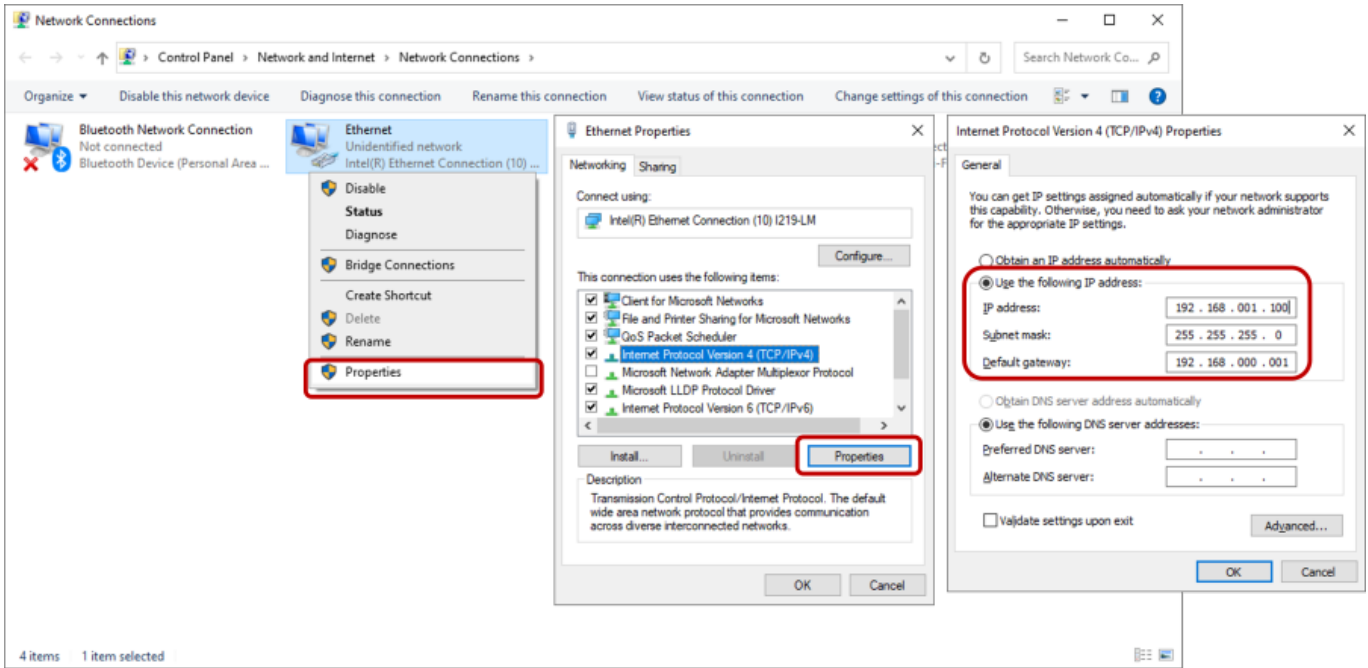 Network Connections
Control Panel › Network and Internet › Network Connections ›
Search Network Co...
Organize
Disable this network device
Diagnose this connection
Rename this connection
View status of this connection
Change settings of this connection
Bluetooth Network Connection
Not connected
Bluetooth Device (Personal Area ...
Ethernet
Unidentified network
Intel(R) Ethernet Connection (10) ...
Disable
Status
Diagnose
Bridge Connections
Create Shortcut
Delete
Rename
Properties
Ethernet Properties
Networking
Sharing
Connect using:
Intel(R) Ethernet Connection (10) I219-LM
Configure...
This connection uses the following items:
Client for Microsoft Networks
File and Printer Sharing for Microsoft Networks
QoS Packet Scheduler
Internet Protocol Version 4 (TCP/IPv4)
Microsoft Network Adapter Multiplexor Protocol
Microsoft LLDP Protocol Driver
Internet Protocol Version 6 (TCP/IPv6)
Install...
Uninstall
Properties
Description
Transmission Control Protocol/Internet Protocol. The default
wide area network protocol that provides communication
across diverse interconnected networks.
OK
Cancel
Internet Protocol Version 4 (TCP/IPv4) Properties
General
You can get IP settings assigned automatically if your network supports
this capability. Otherwise, you need to ask your network administrator
for the appropriate IP settings.
Obtain an IP address automatically
Use the following IP address:
IP address:
192 . 168 . 001 . 100
Subnet mask:
255 . 255 . 255 . 0
Default gateway:
192 . 168 . 000 . 001
Obtain DNS server address automatically
Use the following DNS server addresses:
Preferred DNS server:
. . .
Alternate DNS server:
. . .
Validate settings upon exit
Advanced...
OK
Cancel
4 items
1 item selected